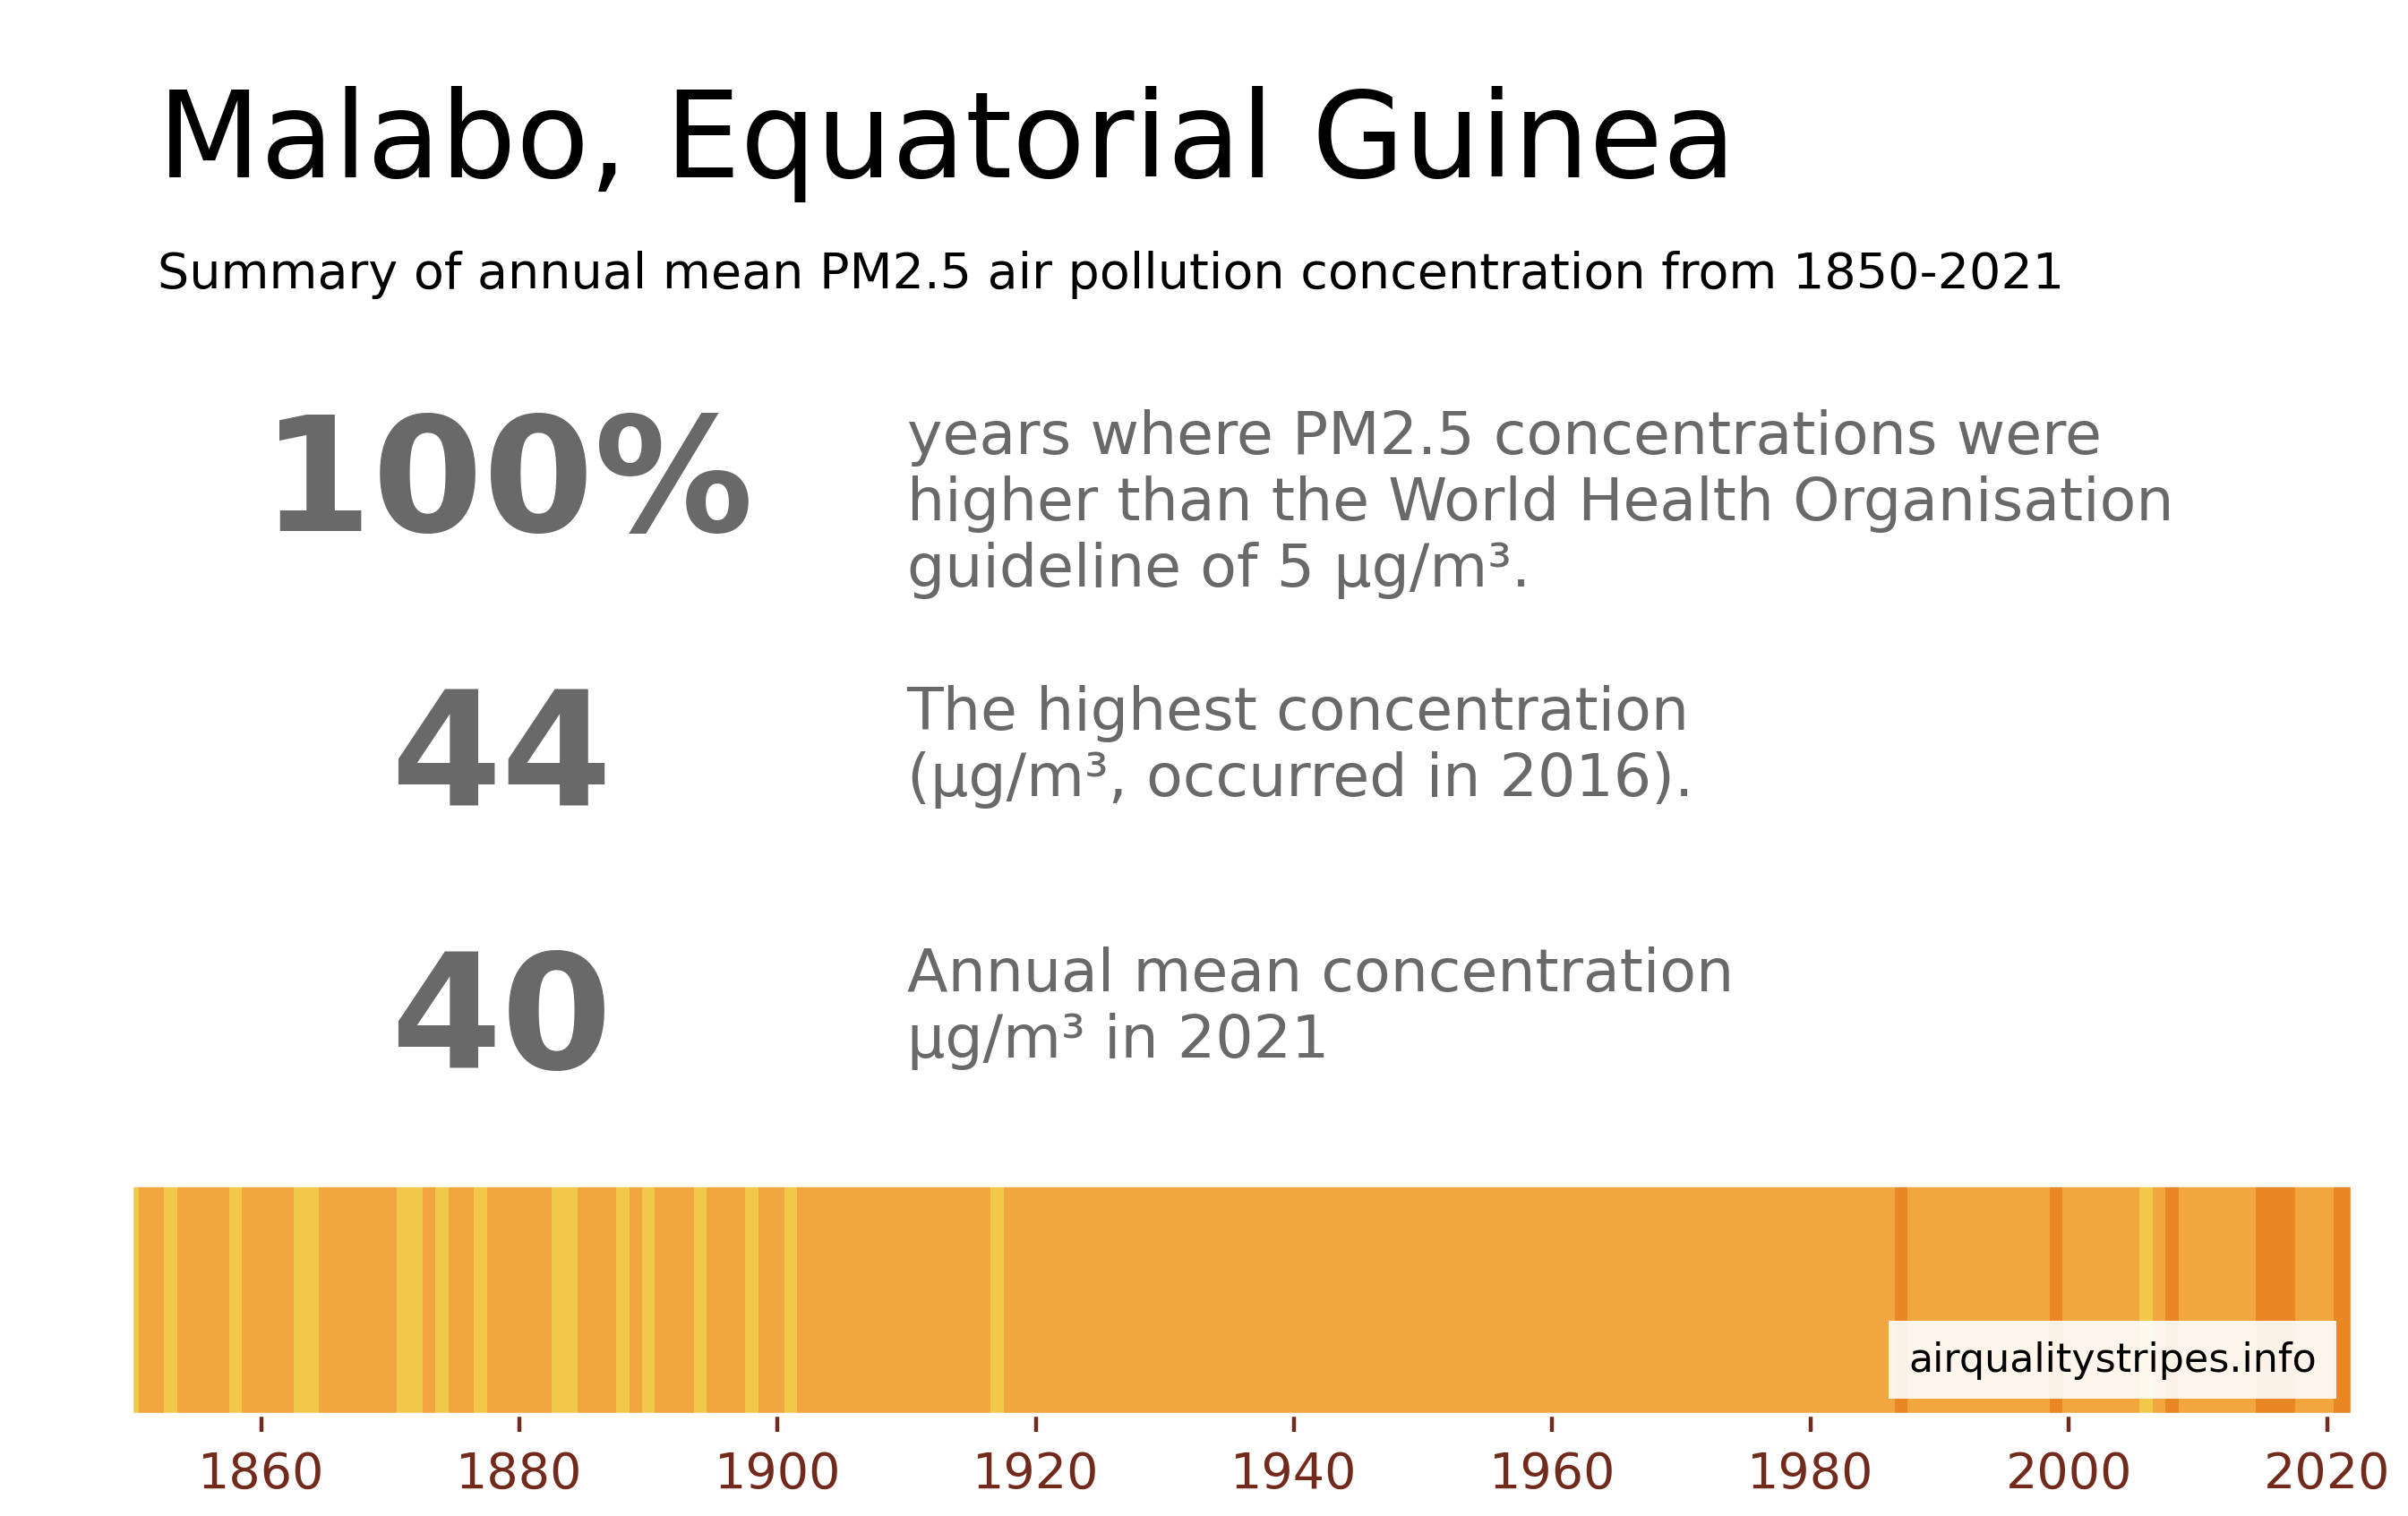 Malabo, Equatorial Guinea
Summary of annual mean PM2.5 air pollution concentration from 1850-2021
100%
years where PM2.5 concentrations were
higher than the World Health Organisation
guideline of 5 µg/m³.
44
The highest concentration
(µg/m³, occurred in 2016).
40
Annual mean concentration
µg/m³ in 2021
airqualitystripes.info
1860 1880 1900 1920 1940 1960 1980 2000 2020